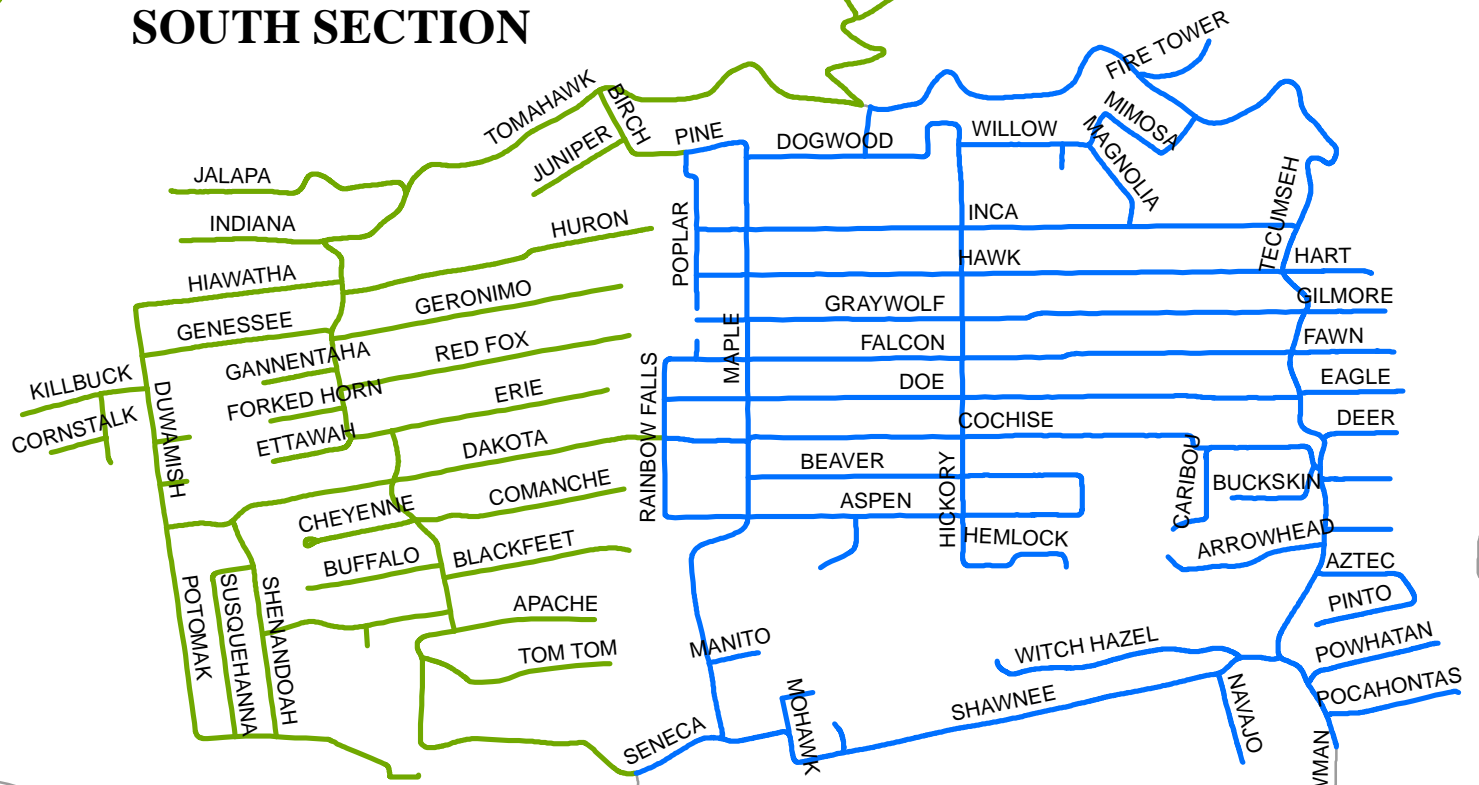 SOUTH SECTION
FIRE TOWER
TOMAHAWK
BIRCH
MIMOSA
PINE
DOGWOOD
WILLOW
MAGNOLIA
JUNIPER
JALAPA
INDIANA
HURON
POPLAR
INCA
TECUMSEH
HIAWATHA
HAWK
HART
GERONIMO
GRAYWOLF
GILMORE
GENESSEE
MAPLE
GANNENTAHA
RED FOX
FALCON
FAWN
KILLBUCK
DUWAMISH
FORKED HORN
ERIE
RAINBOW FALLS
DOE
EAGLE
CORNSTALK
ETTAWAH
DAKOTA
COCHISE
DEER
BEAVER
HICKORY
CARIBOU
BUCKSKIN
CHEYENNE
COMANCHE
ASPEN
ARROWHEAD
HEMLOCK
BUFFALO
BLACKFEET
AZTEC
POTOMAK
SUSQUEHANNA
SHENANDOAH
APACHE
PINTO
MANITO
WITCH HAZEL
POWHATAN
TOM TOM
MOHAWK
SHAWNEE
NAVAJO
POCAHONTAS
SENECA
WMAN